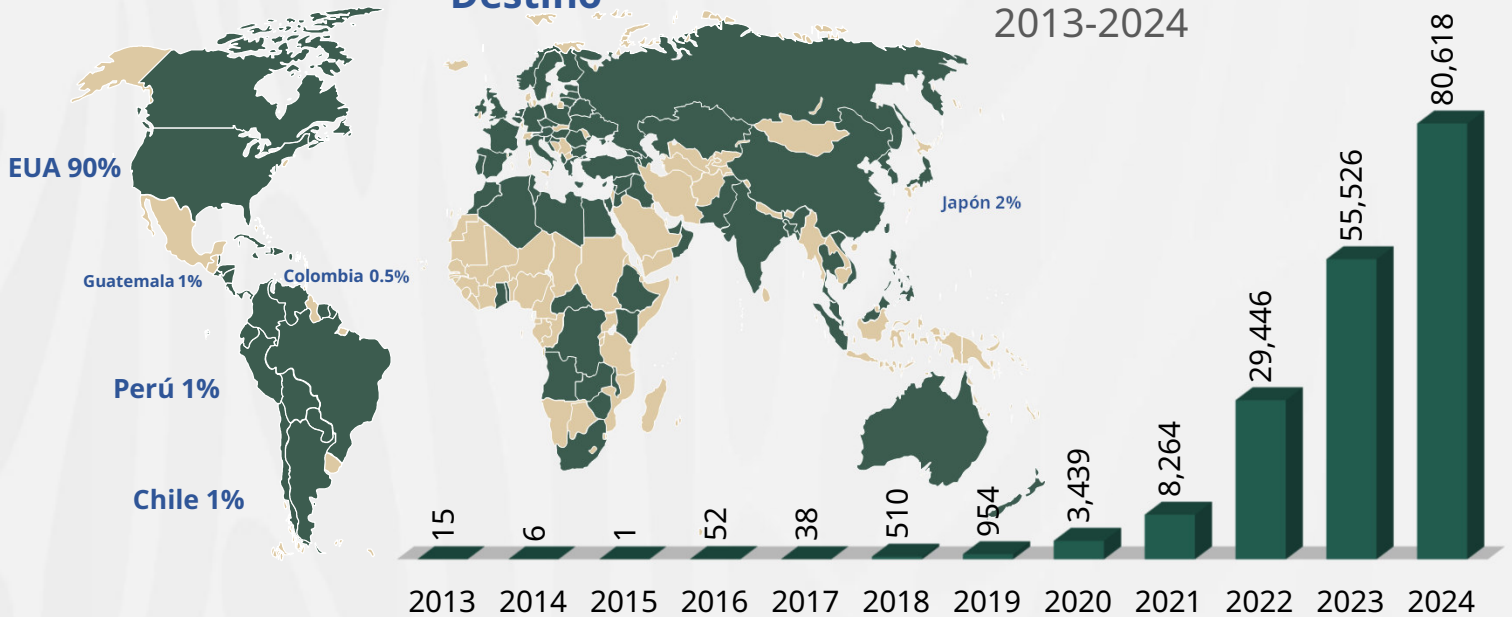 Destino
2013-2024
EUA 90%
Japón 2%
Guatemala 1%
Colombia 0.5%
Perú 1%
Chile 1%
15
6
1
52
38
510
954
3,439
8,264
29,446
55,526
80,618
2013 2014 2015 2016 2017 2018 2019 2020 2021 2022 2023 2024